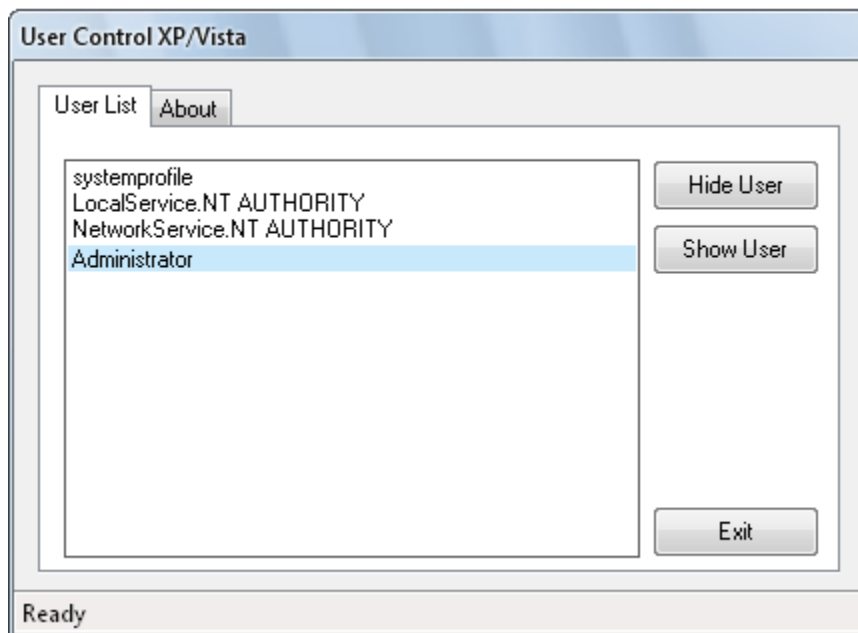 User Control XP/Vista
User List
About
systemprofile
LocalService.NT AUTHORITY
NetworkService.NT AUTHORITY
Administrator
Hide User
Show User
Exit
Ready